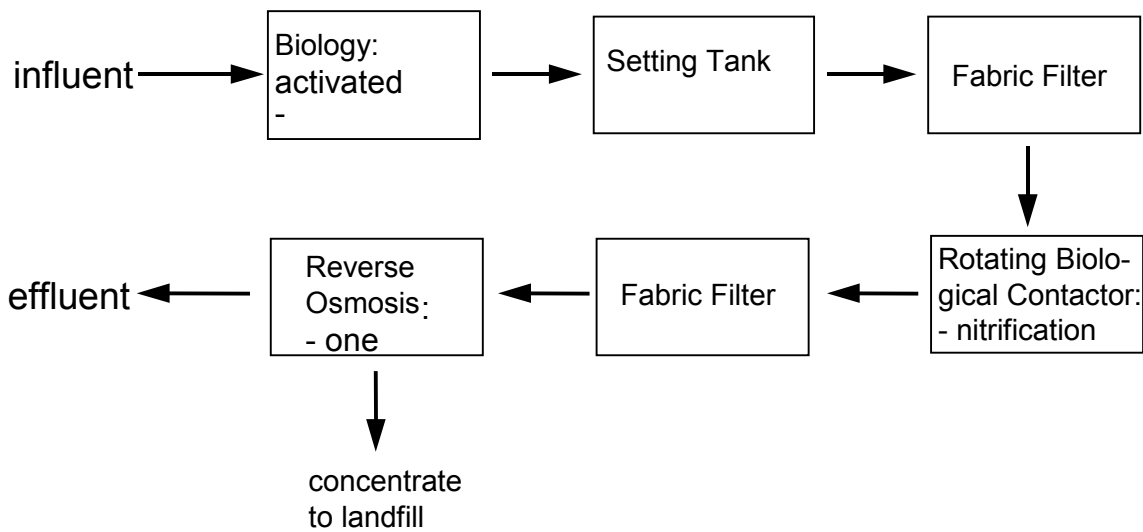 influent
Biology:
activated
-
Setting Tank
Fabric Filter
Rotating Biolo-
gical Contactor:
- nitrification
Fabric Filter
Reverse
Osmosis:
- one
effluent
concentrate
to landfill